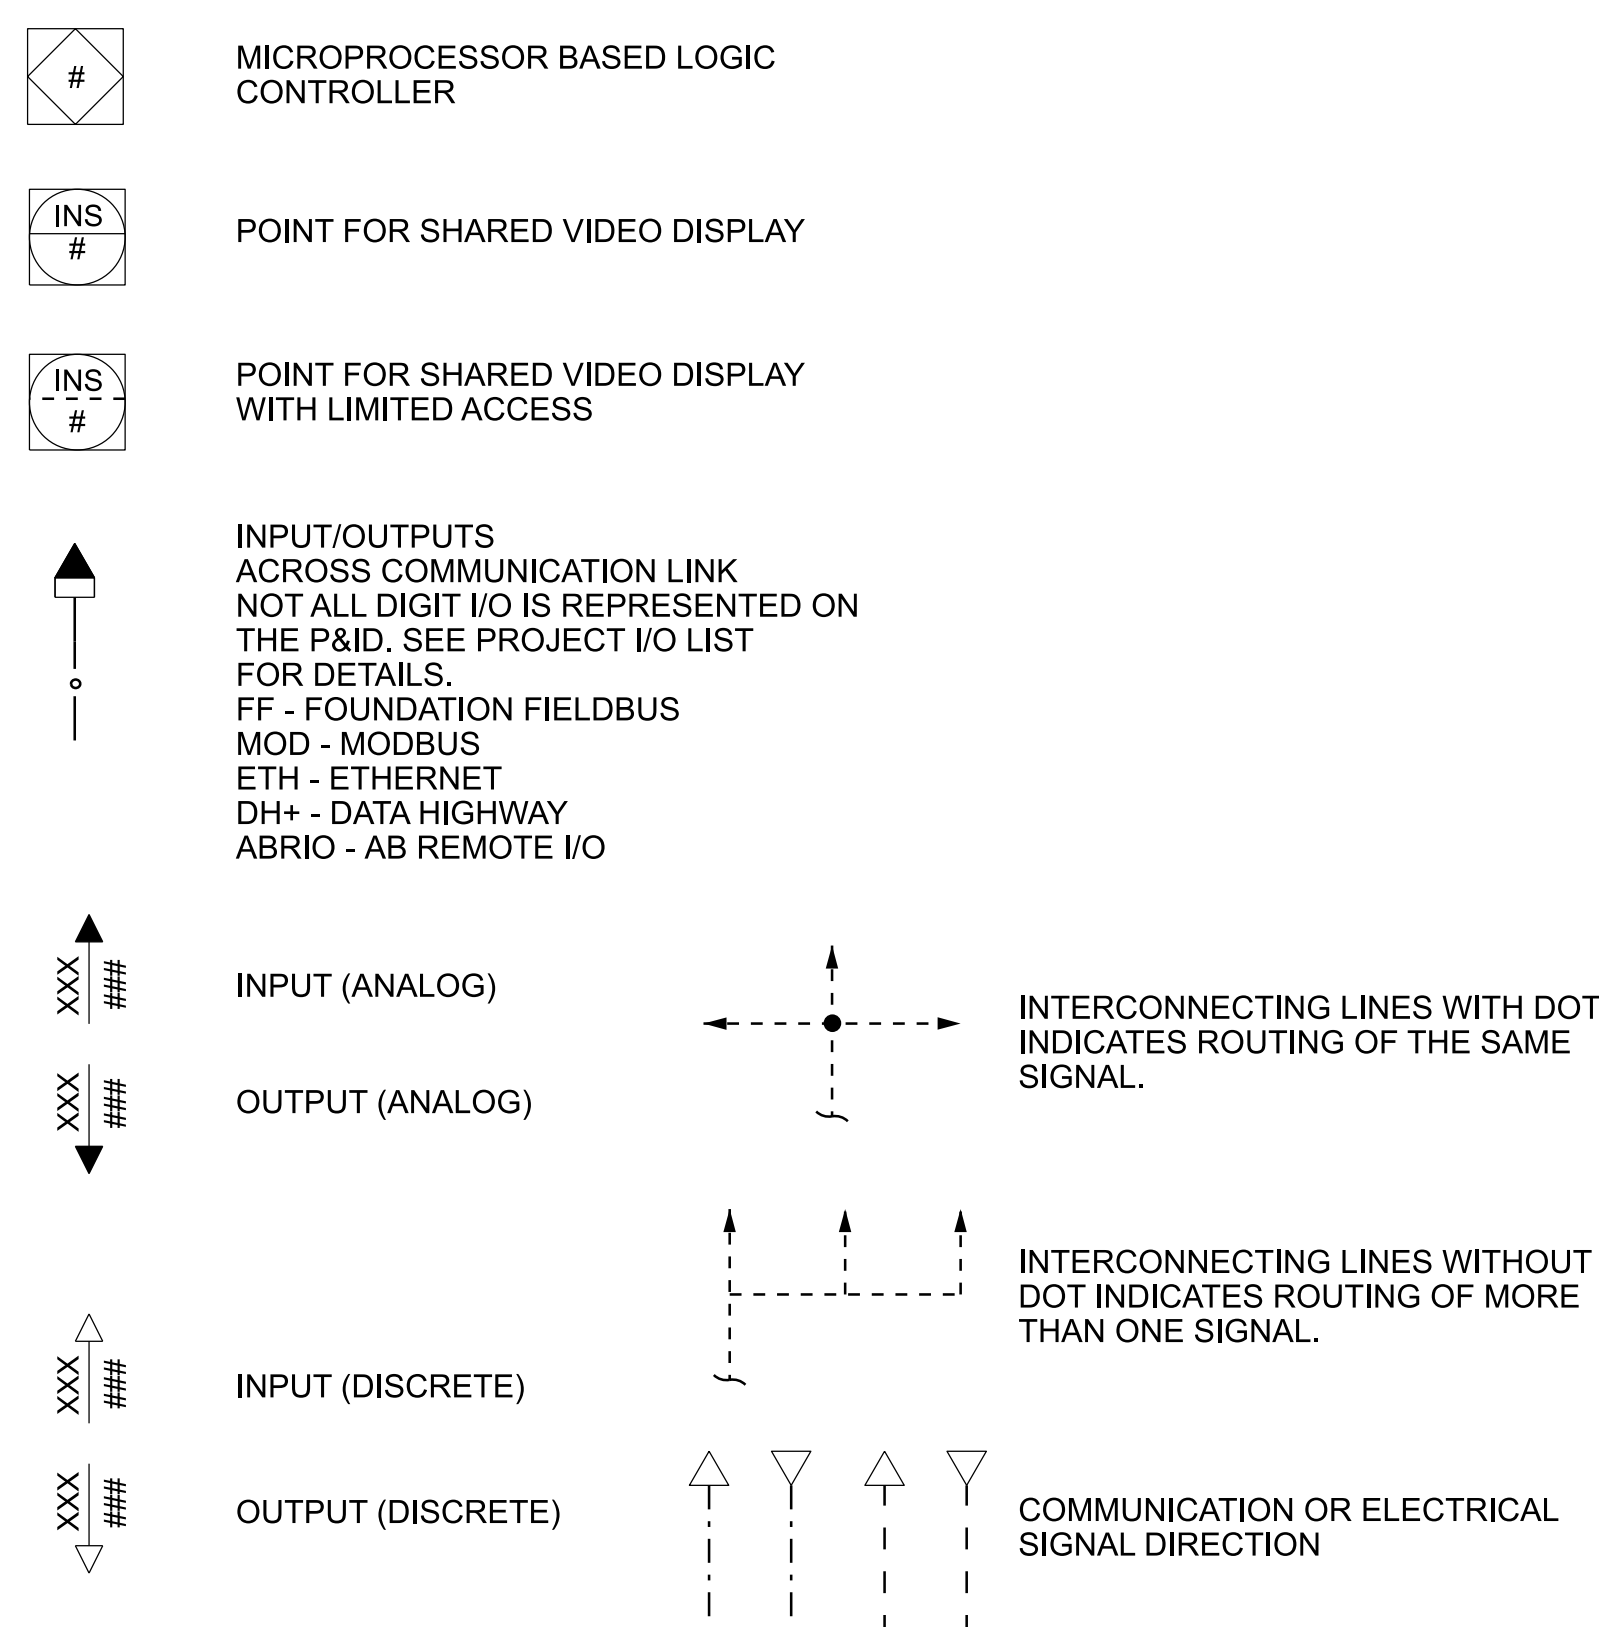 #
MICROPROCESSOR BASED LOGIC
CONTROLLER
INS
#
POINT FOR SHARED VIDEO DISPLAY
INS
#
POINT FOR SHARED VIDEO DISPLAY
WITH LIMITED ACCESS
INPUT/OUTPUTS
ACROSS COMMUNICATION LINK
NOT ALL DIGIT I/O IS REPRESENTED ON
THE P&ID. SEE PROJECT I/O LIST
FOR DETAILS.
FF - FOUNDATION FIELDBUS
MOD - MODBUS
ETH - ETHERNET
DH+ - DATA HIGHWAY
ABRIO - AB REMOTE I/O
XXX
###
INPUT (ANALOG)
XXX
###
OUTPUT (ANALOG)
XXX
###
INPUT (DISCRETE)
XXX
###
OUTPUT (DISCRETE)
INTERCONNECTING LINES WITH DOT
INDICATES ROUTING OF THE SAME
SIGNAL.
INTERCONNECTING LINES WITHOUT
DOT INDICATES ROUTING OF MORE
THAN ONE SIGNAL.
COMMUNICATION OR ELECTRICAL
SIGNAL DIRECTION